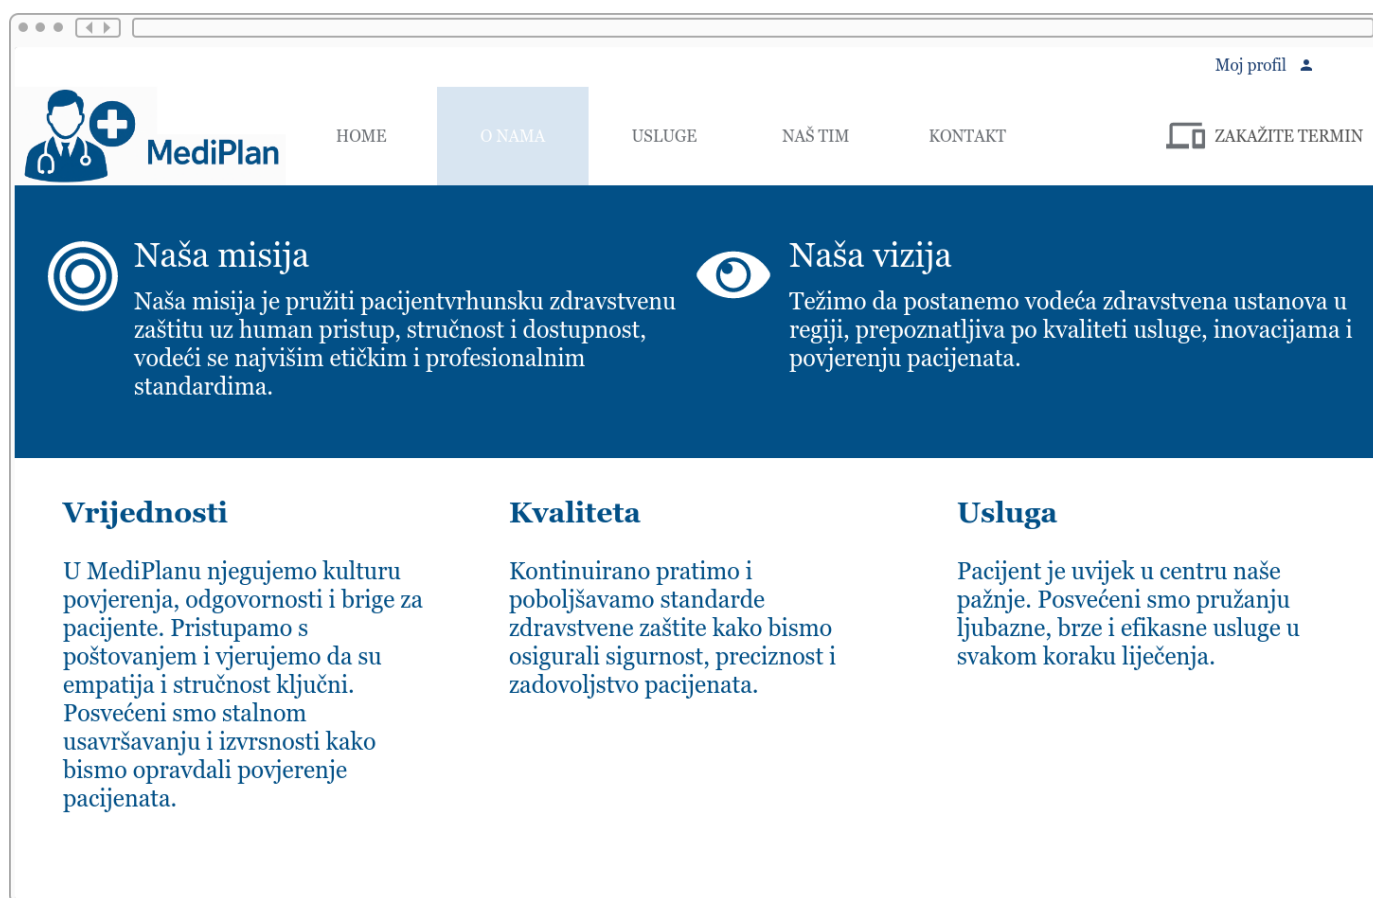 Moj profil
MediPlan
HOME
O NAMA
USLUGE
NAŠ TIM
KONTAKT
ZAKAŽITE TERMIN
Naša misija
Naša misija je pružiti pacijentvrhunsku zdravstvenu
zaštitu uz human pristup, stručnost i dostupnost,
vodeći se najvišim etičkim i profesionalnim
standardima.
Naša vizija
Težimo da postanemo vodeća zdravstvena ustanova u
regiji, prepoznatljiva po kvaliteti usluge, inovacijama i
povjerenju pacijenata.
Vrijednosti
U MediPlanu njegujemo kulturu
povjerenja, odgovornosti i brige za
pacijente. Pristupamo s
poštovanjem i vjerujemo da su
empatija i stručnost ključni.
Posvećeni smo stalnom
usavršavanju i izvrsnosti kako
bismo opravdali povjerenje
pacijenata.
Kvaliteta
Kontinuirano pratimo i
poboljšavamo standarde
zdravstvene zaštite kako bismo
osigurali sigurnost, preciznost i
zadovoljstvo pacijenata.
Usluga
Pacijent je uvijek u centru naše
pažnje. Posvećeni smo pružanju
ljubazne, brze i efikasne usluge u
svakom koraku liječenja.